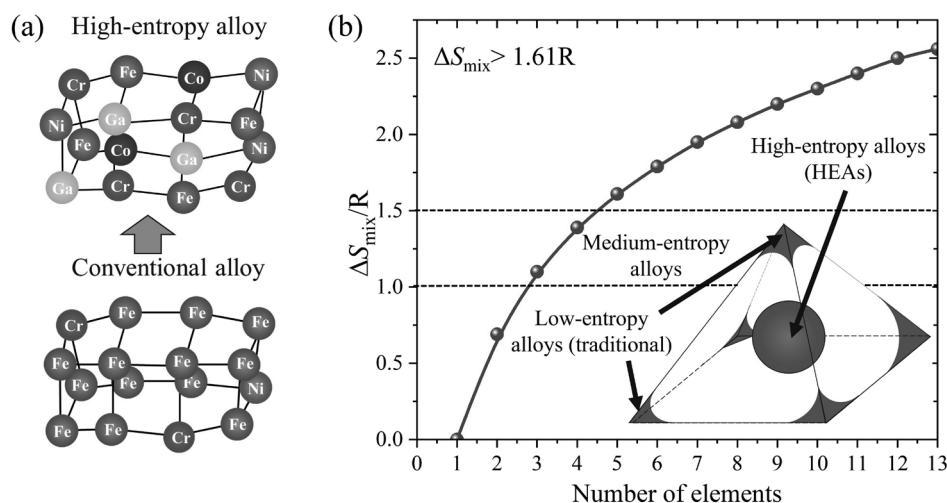 (a)
High-entropy alloy
Fe
Co
Ni
Cr
Ni
Ga
Cr
Fe
Fe
Co
Ga
Ni
Ga
Cr
Fe
Cr
Conventional alloy
Fe
Fe
Fe
Cr
Fe
Fe
Fe
Fe
Fe
Fe
Fe
Ni
Fe
Fe
Cr
Fe
(b)
ΔSmix> 1.61R
High-entropy alloys
(HEAs)
Medium-entropy
alloys
Low-entropy
alloys (traditional)
ΔSmix/R
2.5
2.0
1.5
1.0
0.5
0.0
0 1 2 3 4 5 6 7 8 9 10 11 12 13
Number of elements